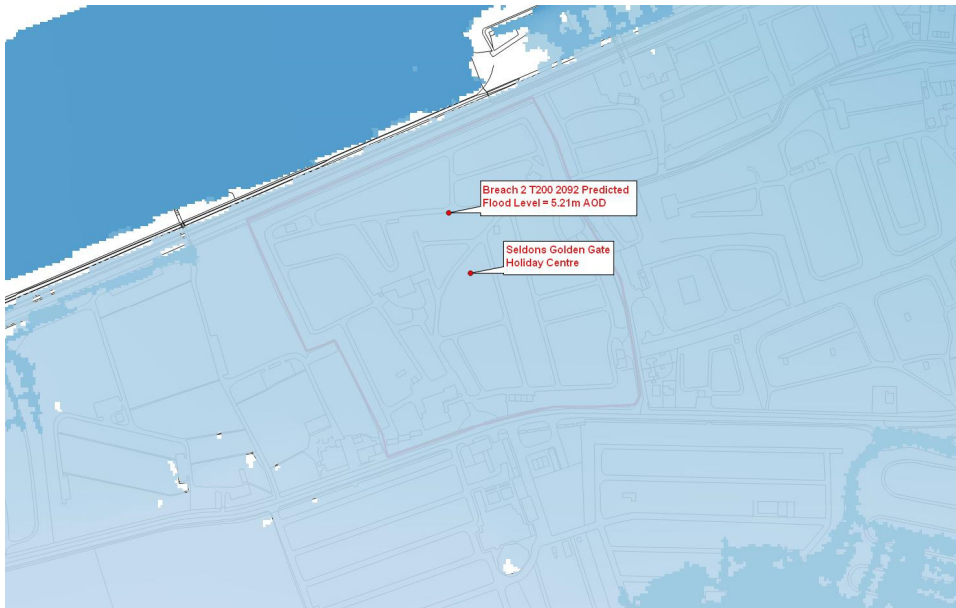 Breach 2 T200 2092 Predicted
Flood Level = 5.21m AOD
Seldons Golden Gate
Holiday Centre